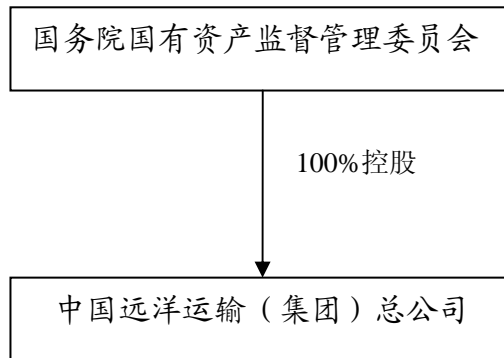 国务院国有资产监督管理委员会
100%控股
中国远洋运输（集团）总公司